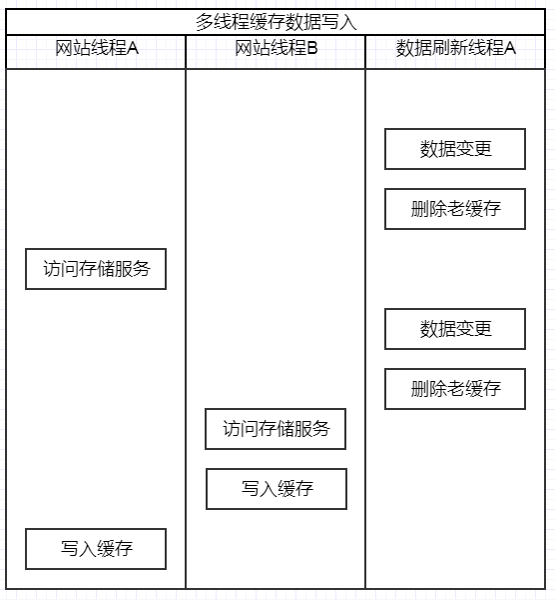 多线程缓存数据写入
网站线程A
网站线程B
数据刷新线程A
数据变更
删除老缓存
访问存储服务
数据变更
删除老缓存
访问存储服务
写入缓存
写入缓存